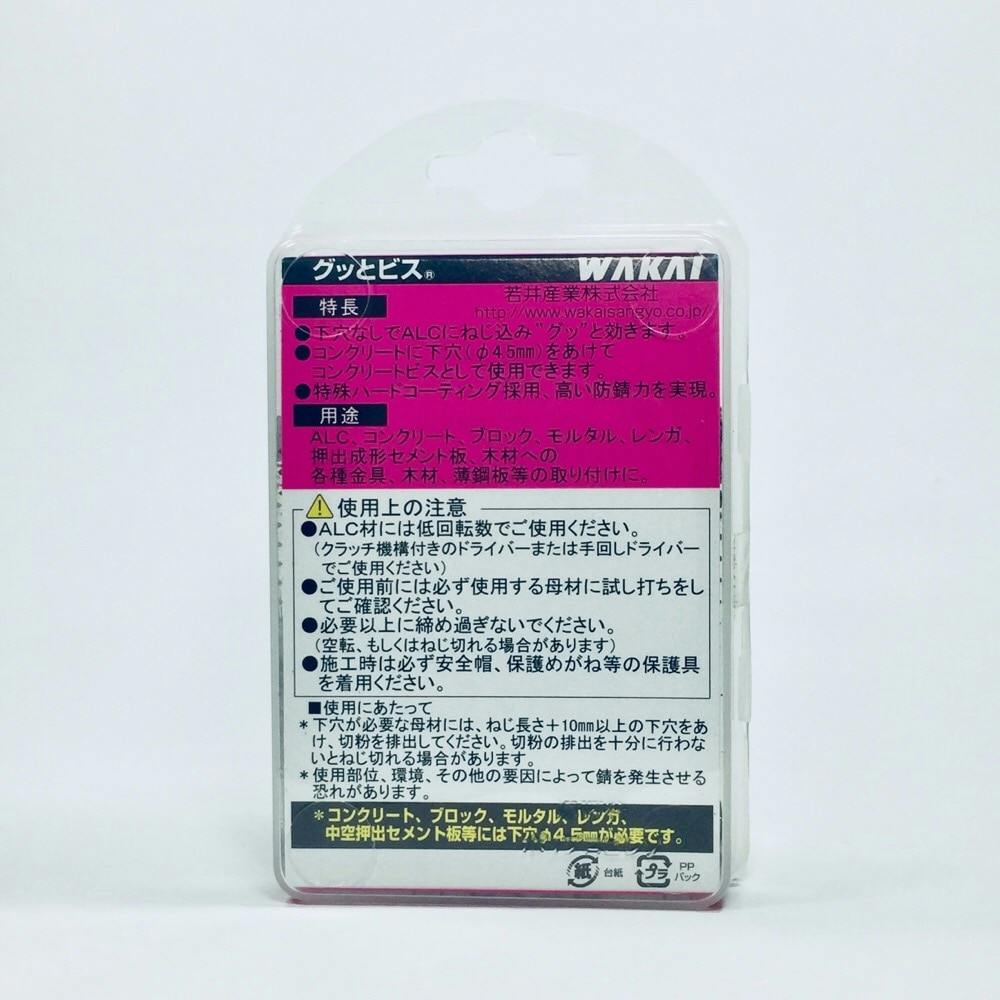 グッとビス®
WAKAI
若井産業株式会社
http://www.wakaisangyo.co.jp/
特長
●下穴なしでALCにねじ込み"グッ"と効きます。
●コンクリートに下穴(φ4.5mm)をあけて
コンクリートビスとして使用できます。
●特殊ハードコーティング採用、高い防錆力を実現。
用途
ALC、コンクリート、ブロック、モルタル、レンガ、
押出成形セメント板、木材への
各種金具、木材、薄鋼板等の取り付けに。
使用上の注意
●ALC材には低回転数でご使用ください。
(クラッチ機構付きのドライバーまたは手回しドライバー
でご使用ください)
●ご使用前には必ず使用する母材に試し打ちをし
てご確認ください。
●必要以上に締め過ぎないでください。
(空転、もしくはねじ切れる場合があります)
●施工時は必ず安全帽、保護めがね等の保護具
を着用ください。
■使用にあたって
*下穴が必要な母材には、ねじ長さ+10mm以上の下穴をあ
け、切粉を排出してください。切粉の排出を十分に行わな
いとねじ切れる場合があります。
*使用部位、環境、その他の要因によって錆を発生させる
恐れがあります。
*コンクリート、ブロック、モルタル、レンガ、
中空押出セメント板等には下穴φ4.5mmが必要です。
紙 台紙
プラ PP
パック